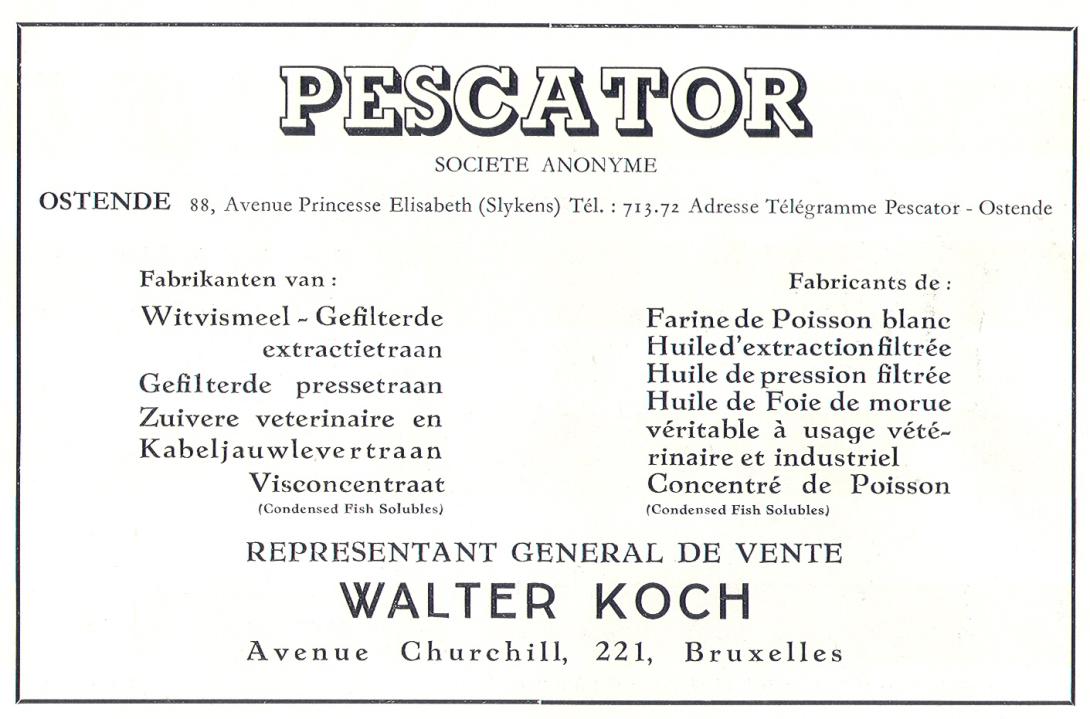 PESCATOR
SOCIETE ANONYME
OSTENDE 88, Avenue Princesse Elisabeth (Slykens) Tél. : 713.72 Adresse Télégramme Pescator - Ostende
Fabrikanten van :
Witvismeel - Gefilterde
extractietraan
Gefilterde pressetraan
Zuivere veterinaire en
Kabeljauwlevertraan
Visconcentraat
(Condensed Fish Solubles)
Fabricants de :
Farine de Poisson blanc
Huile d'extraction filtrée
Huile de pression filtrée
Huile de Foie de morue
véritable à usage vété-
rinaire et industriel
Concentré de Poisson
(Condensed Fish Solubles)
REPRESENTANT GENERAL DE VENTE
WALTER KOCH
Avenue Churchill, 221, Bruxelles